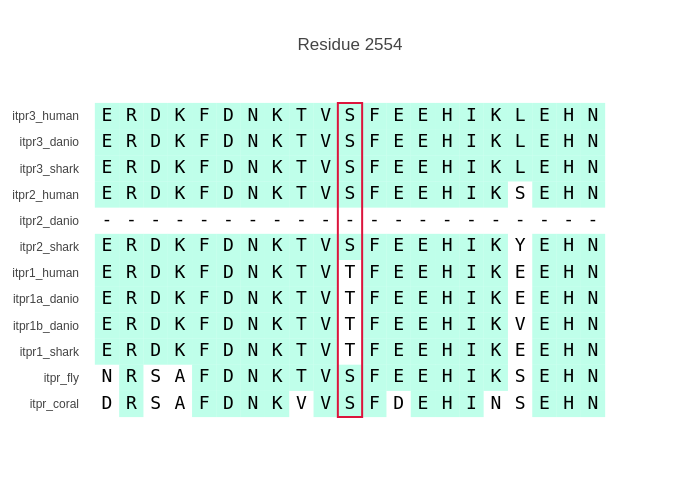 Residue 2554
itpr3_human E R D K F D N K T V S F E E H I K L E H N
itpr3_danio E R D K F D N K T V S F E E H I K L E H N
itpr3_shark E R D K F D N K T V S F E E H I K L E H N
itpr2_human E R D K F D N K T V S F E E H I K S E H N
itpr2_danio - - - - - - - - - - - - - - - - - - - - -
itpr2_shark E R D K F D N K T V S F E E H I K Y E H N
itpr1_human E R D K F D N K T V T F E E H I K E E H N
itpr1a_danio E R D K F D N K T V T F E E H I K E E H N
itpr1b_danio E R D K F D N K T V T F E E H I K V E H N
itpr1_shark E R D K F D N K T V T F E E H I K E E H N
itpr_fly N R S A F D N K T V S F E E H I K S E H N
itpr_coral D R S A F D N K V V S F D E H I N S E H N